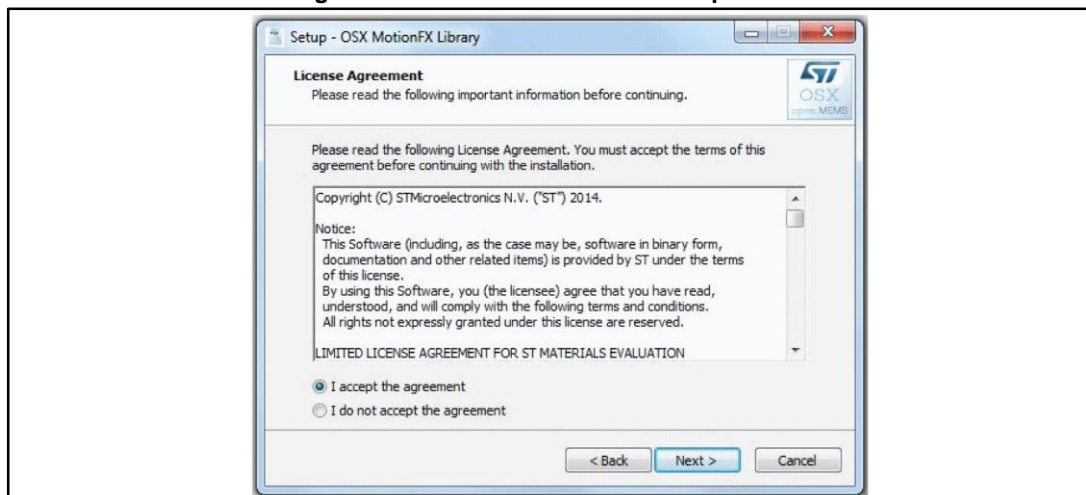 Setup - OSX MotionFX Library
License Agreement
Please read the following important information before continuing.
ST
OSX
open MEMS
Please read the following License Agreement. You must accept the terms of this
agreement before continuing with the installation.
Copyright (C) STMicroelectronics N.V. ("ST") 2014.
Notice:
This Software (including, as the case may be, software in binary form,
documentation and other related items) is provided by ST under the terms
of this license.
By using this Software, you (the licensee) agree that you have read,
understood, and will comply with the following terms and conditions.
All rights not expressly granted under this license are reserved.
LIMITED LICENSE AGREEMENT FOR ST MATERIALS EVALUATION
I accept the agreement
I do not accept the agreement
< Back Next > Cancel